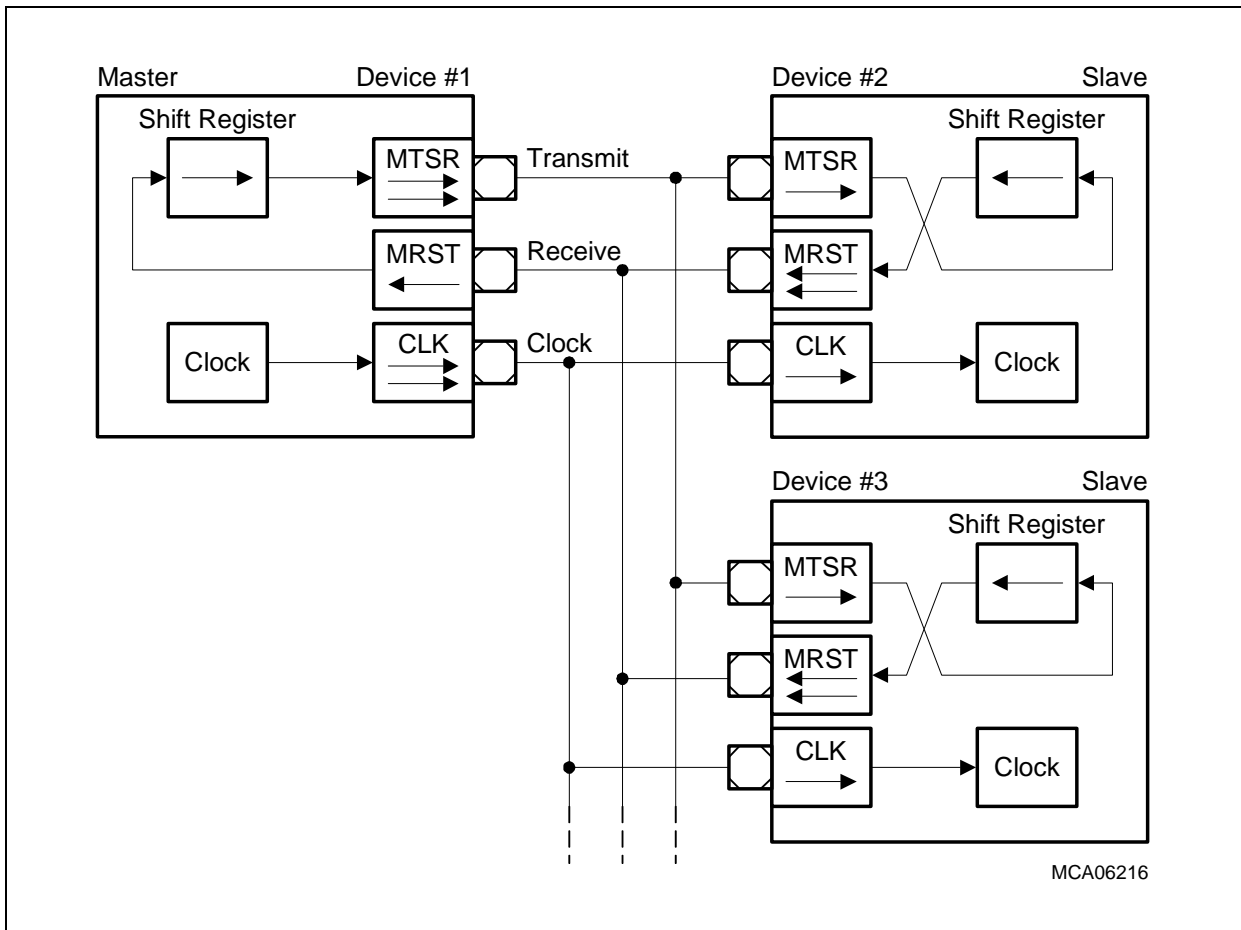 Master Device #1
Shift Register
MTSR
Transmit
MRST
Receive
Clock
CLK
Clock
Device #2 Slave
Shift Register
MTSR
MRST
CLK
Clock
Device #3 Slave
Shift Register
MTSR
MRST
CLK
Clock
MCA06216